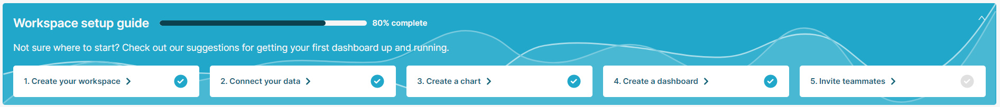 Workspace setup guide
80% complete
Not sure where to start? Check out our suggestions for getting your first dashboard up and running.
1. Create your workspace
2. Connect your data
3. Create a chart
4. Create a dashboard
5. Invite teammates